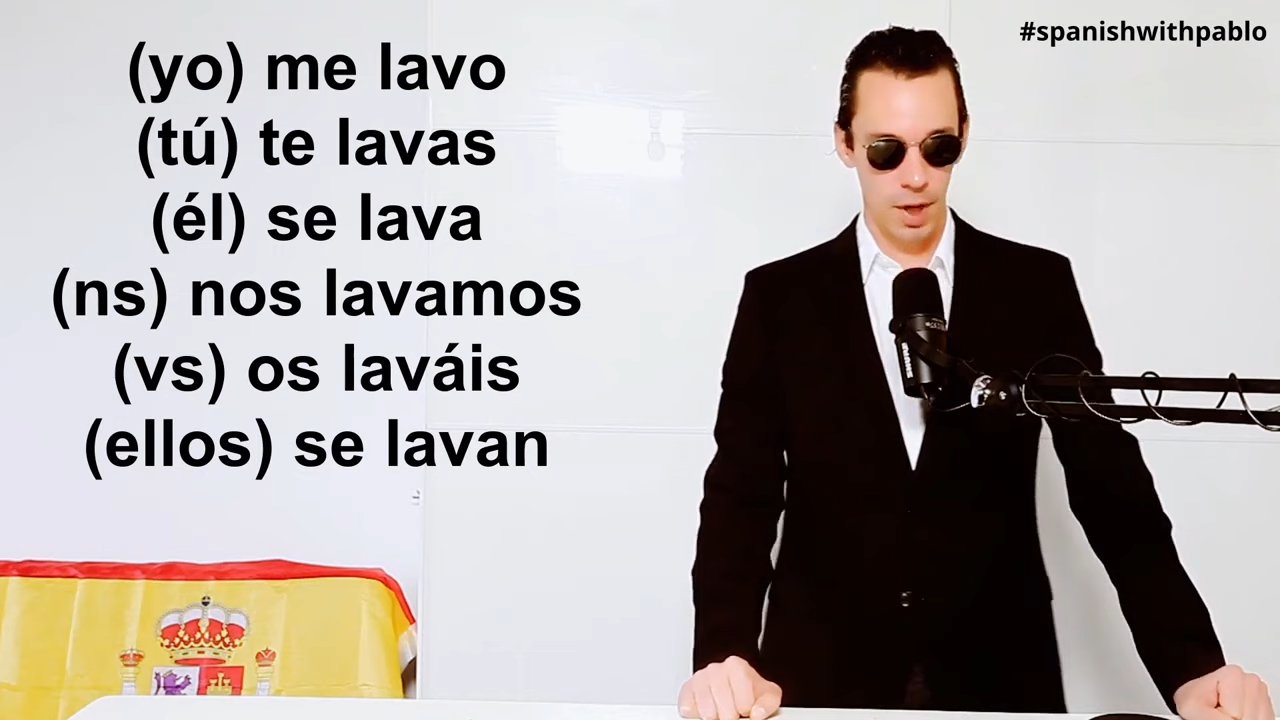 #spanishwithpablo
(yo) me lavo
(tú) te lavas
(él) se lava
(ns) nos lavamos
(vs) os laváis
(ellos) se lavan
SHURE